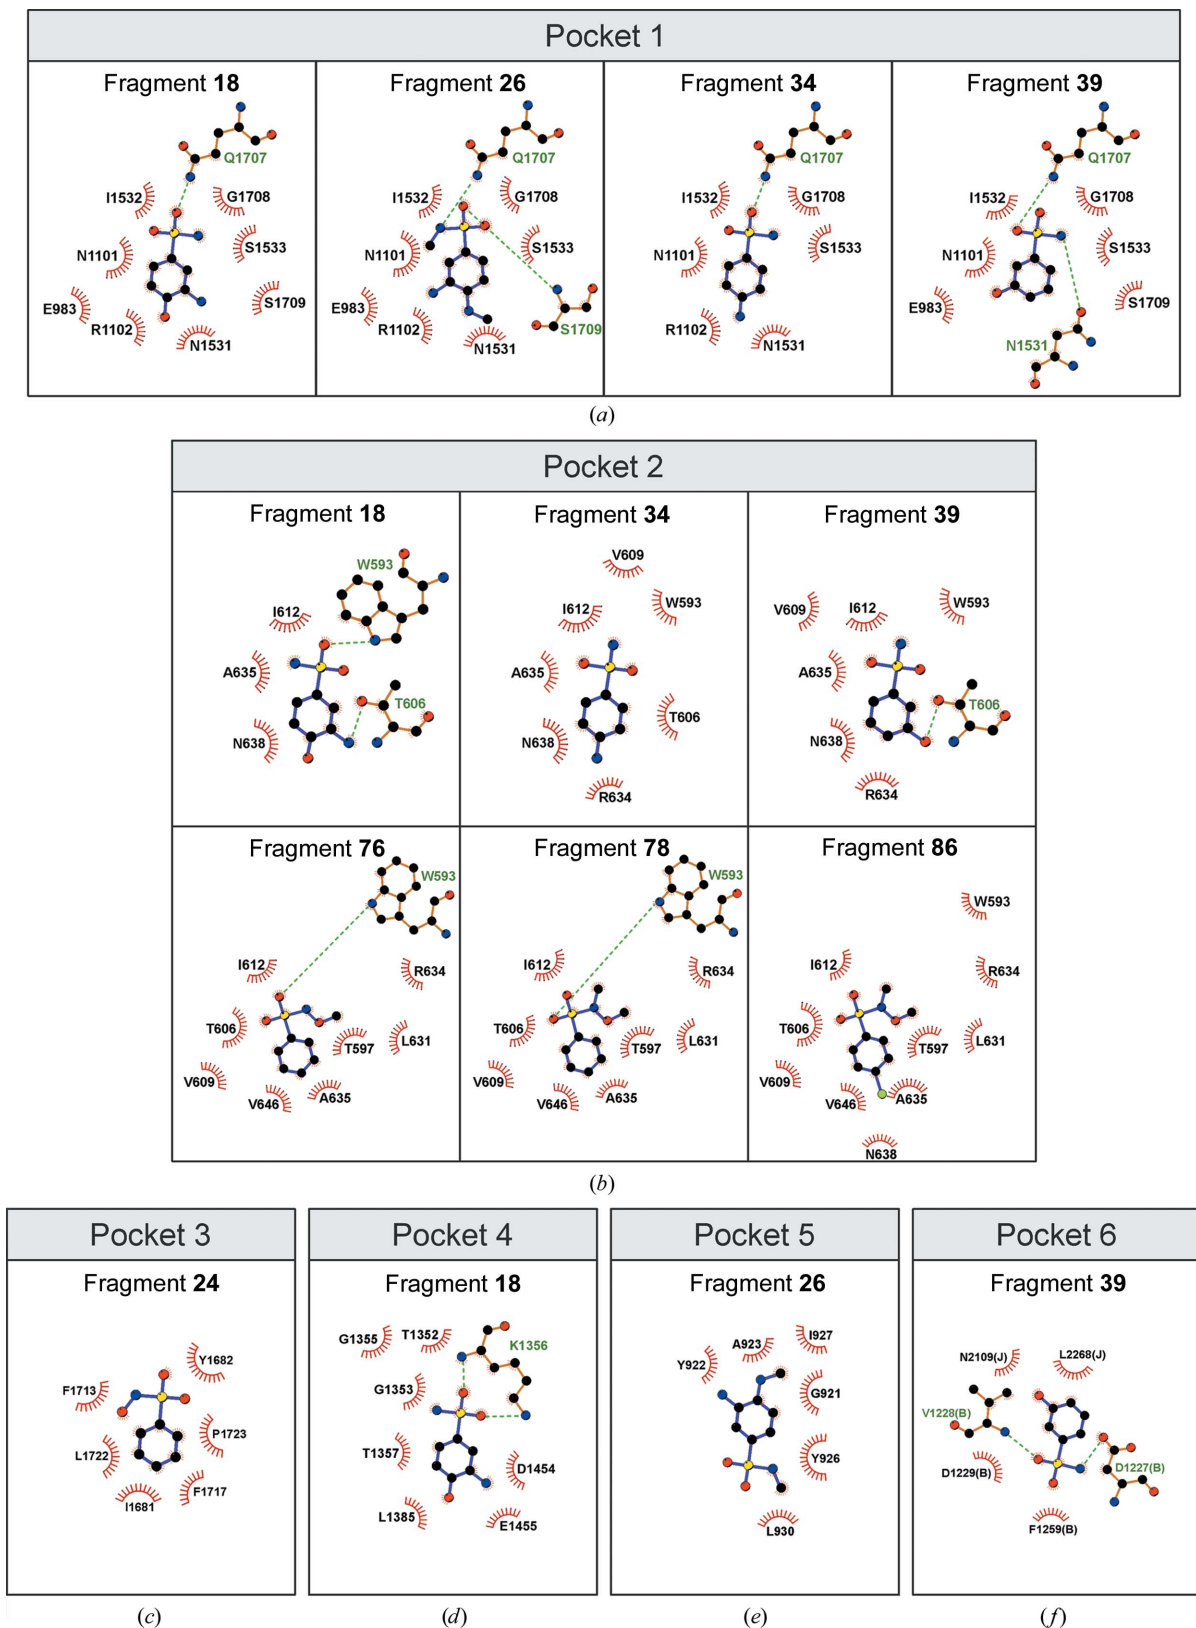 Pocket 1
Fragment 18
Fragment 26
Fragment 34
Fragment 39
Q1707
Q1707
Q1707
Q1707
I1532
G1708
I1532
G1708
I1532
G1708
I1532
G1708
N1101
S1533
N1101
S1533
N1101
S1533
N1101
S1533
E983
S1709
E983
E983
S1709
R1102
N1531
R1102
N1531
S1709
R1102
N1531
N1531
(a)
Pocket 2
Fragment 18
Fragment 34
Fragment 39
W593
V609
I612
I612
W593
V609
I612
W593
A635
A635
A635
T606
T606
T606
N638
N638
N638
R634
R634
Fragment 76
Fragment 78
Fragment 86
W593
W593
W593
I612
R634
I612
R634
I612
R634
T606
T597
L631
T606
T597
L631
T606
T597
L631
V609
V646
A635
V609
V646
A635
V609
V646
A635
N638
(b)
Pocket 3
Pocket 4
Pocket 5
Pocket 6
Fragment 24
Fragment 18
Fragment 26
Fragment 39
Y1682
F1713
P1723
L1722
F1717
I1681
G1355
T1352
K1356
G1353
T1357
D1454
L1385
E1455
I927
A923
Y922
G921
Y926
L930
N2109(J)
L2268(J)
V1228(B)
D1229(B)
D1227(B)
F1259(B)
(c)
(d)
(e)
(f)